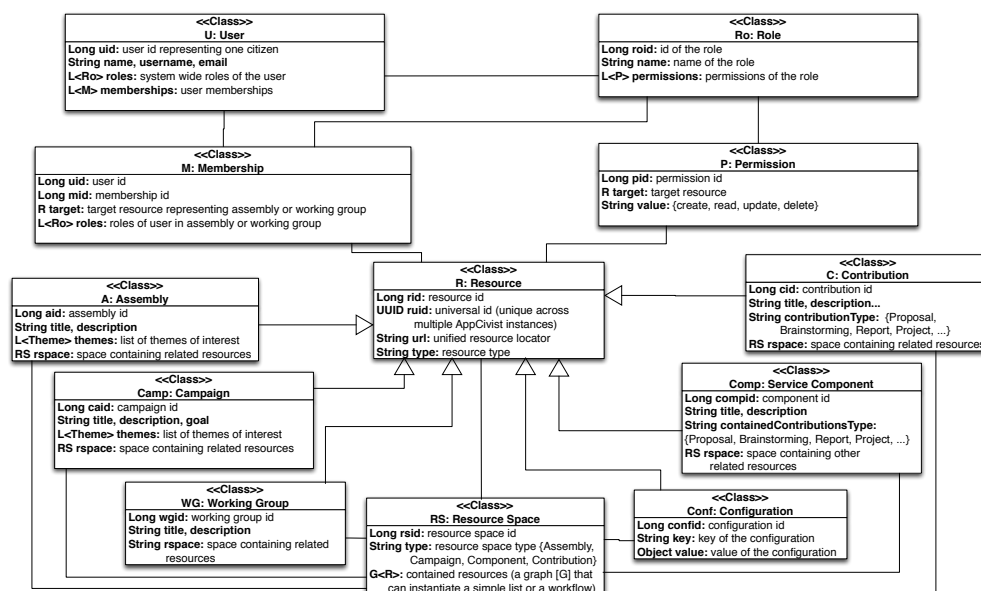 <<Class>>
U: User
Long uid: user id representing one citizen
String name, username, email
L<Ro> roles: system wide roles of the user
L<M> memberships: user memberships
<<Class>>
Ro: Role
Long roid: id of the role
String name: name of the role
L<P> permissions: permissions of the role
<<Class>>
M: Membership
Long uid: user id
Long mid: membership id
R target: target resource representing assembly or working group
L<Ro> roles: roles of user in assembly or working group
<<Class>>
P: Permission
Long pid: permission id
R target: target resource
String value: {create, read, update, delete}
<<Class>>
R: Resource
Long rid: resource id
UUID ruid: universal id (unique across
multiple AppCivist instances)
String url: unified resource locator
String type: resource type
<<Class>>
A: Assembly
Long aid: assembly id
String title, description
L<Theme> themes: list of themes of interest
RS rspace: space containing related resources
<<Class>>
C: Contribution
Long cid: contribution id
String title, description...
String contributionType: {Proposal,
Brainstorming, Report, Project, ...}
RS rspace: space containing related resources
<<Class>>
Camp: Campaign
Long caid: campaign id
String title, description, goal
L<Theme> themes: list of themes of interest
RS rspace: space containing related resources
<<Class>>
Comp: Service Component
Long compid: component id
String title, description
String containedContributionsType:
{Proposal, Brainstorming, Report, Project, ...}
RS rspace: space containing other
related resources
<<Class>>
WG: Working Group
Long wgid: working group id
String title, description
String rspace: space containing related
resources
<<Class>>
RS: Resource Space
Long rsid: resource space id
String type: resource space type {Assembly,
Campaign, Component, Contribution}
G<R>: contained resources (a graph [G] that
can instantiate a simple list or a workflow)
<<Class>>
Conf: Configuration
Long confid: configuration id
String key: key of the configuration
Object value: value of the configuration